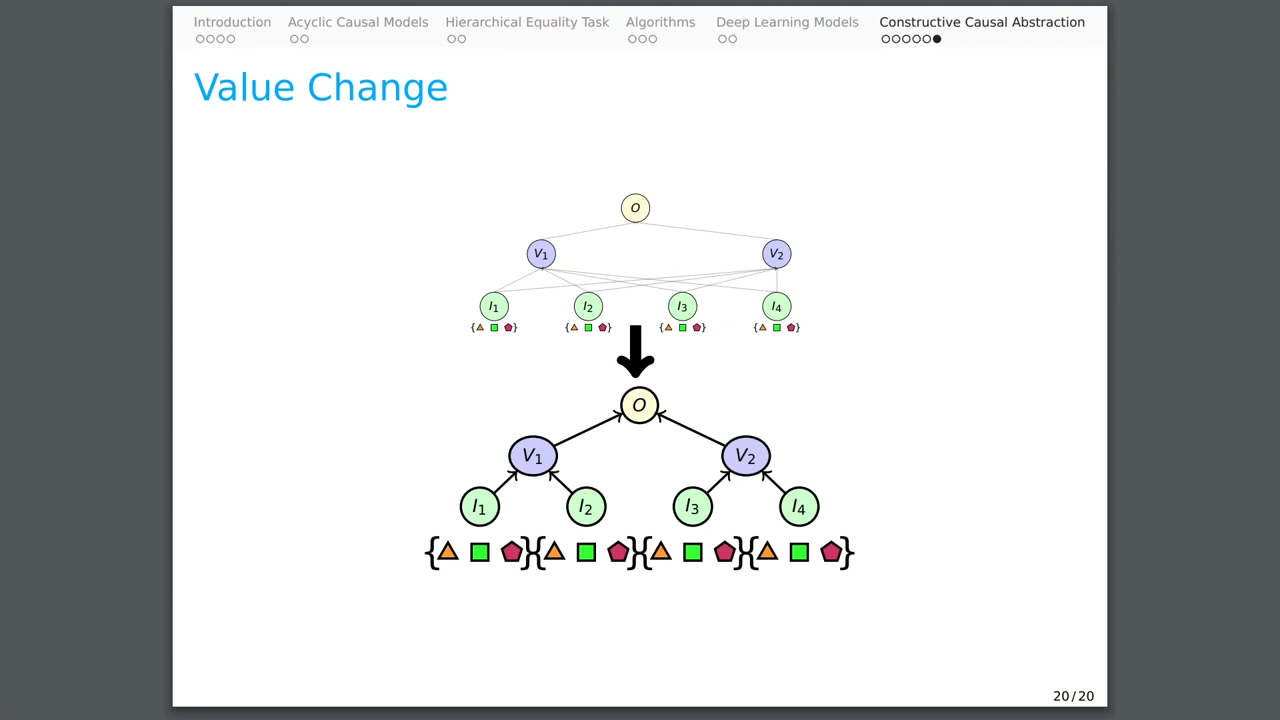 Introduction Acyclic Causal Models Hierarchical Equality Task Algorithms Deep Learning Models Constructive Causal Abstraction
Value Change
O
V1 V2
I1 I2 I3 I4
{ } { } { } { }
O
V1 V2
I1 I2 I3 I4
{ } { } { } { }
20/20